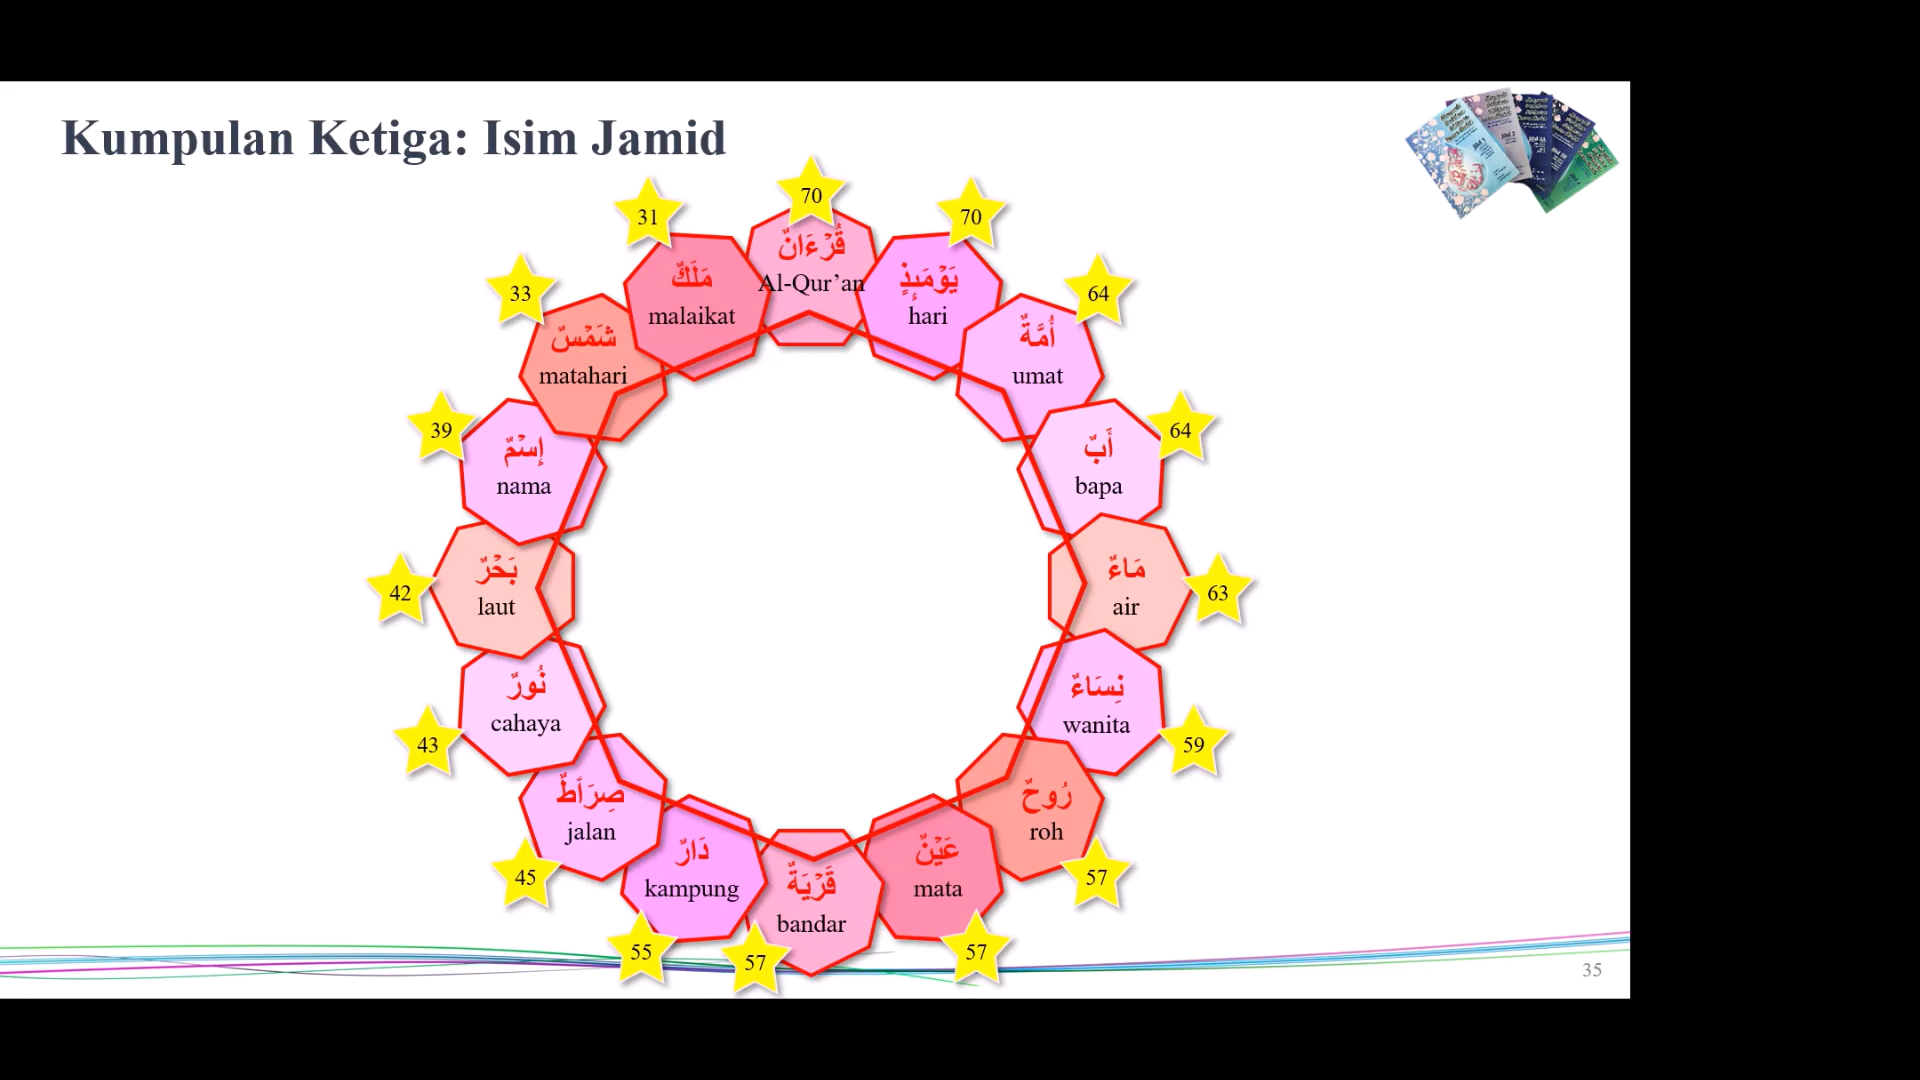 Kumpulan Ketiga: Isim Jamid
70
قُرْءَانٌ
Al-Qur’an
70
يَوْمَىِٕذٍ
hari
64
أُمَّةٌ
umat
64
أَبٌ
bapa
63
مَاءٌ
air
59
نِسَاءٌ
wanita
57
رُوحٌ
roh
57
عَيْنٌ
mata
57
قَرْيَةٌ
bandar
55
دَارٌ
kampung
45
صِرَٲطٌ
jalan
43
نُورٌ
cahaya
42
بَحْرٌ
laut
39
إِسْمٌ
nama
33
شَمْسٌ
matahari
31
مَلَكٌ
malaikat
35